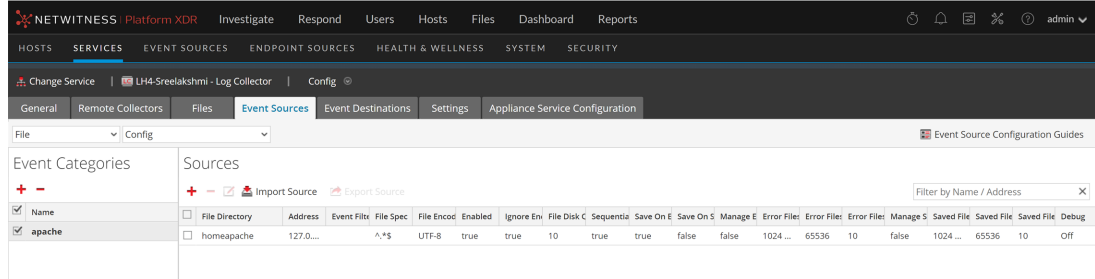 NETWITNESS | Platform XDR Investigate Respond Users Hosts Files Dashboard Reports admin
HOSTS SERVICES EVENT SOURCES ENDPOINT SOURCES HEALTH & WELLNESS SYSTEM SECURITY
Change Service | LH4-Sreelakshmi - Log Collector | Config
General Remote Collectors Files Event Sources Event Destinations Settings Appliance Service Configuration
File Config Event Source Configuration Guides
Event Categories Sources
Import Source Export Source Filter by Name / Address
Name File Directory Address Event Filte File Spec File Encod Enabled Ignore En File Disk Q Sequentia Save On E Save On S Manage E Error Files Error Files Error Files Manage S Saved File Saved File Saved File Debug
apache homeapache 127.0.... ^.*$ UTF-8 true true 10 true true false false 1024 ... 65536 10 false 1024 ... 65536 10 Off